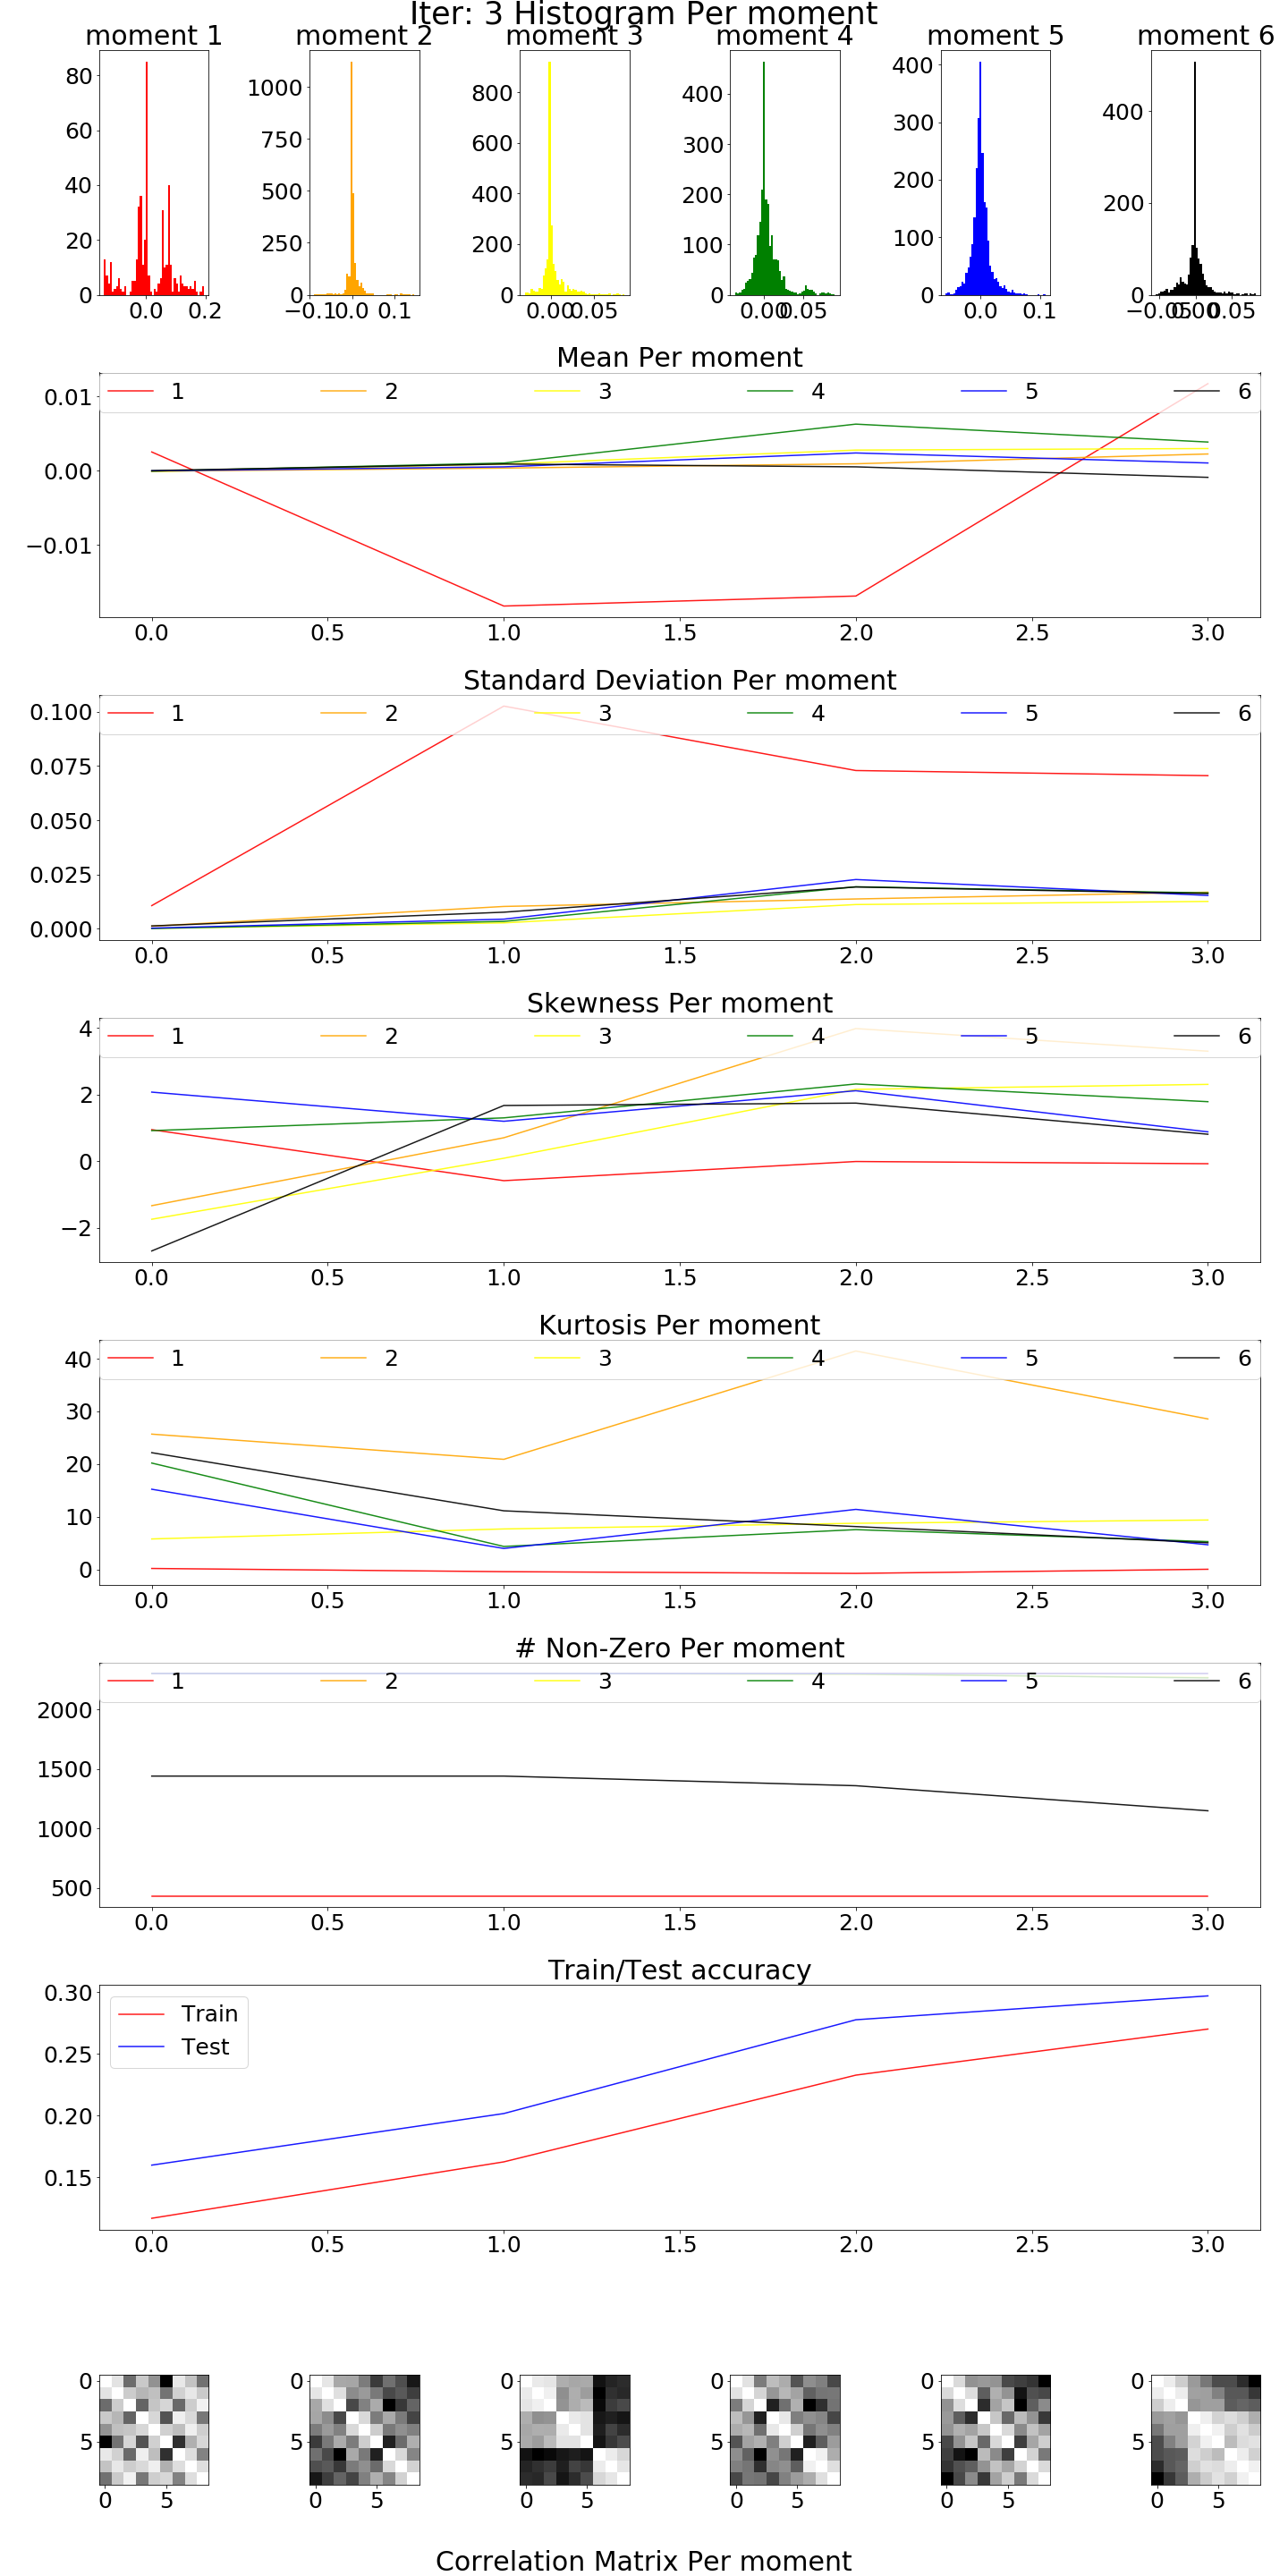 Iter: 3 Histogram Per moment
moment 1 moment 2 moment 3 moment 4 moment 5 moment 6
80
60
40
20
0
0.0 0.2
1000
750
500
250
0
−0.1 0.0 0.1
800
600
400
200
0
0.00 0.05
400
300
200
100
0
0.00 0.05
400
300
200
100
0
0.0 0.1
400
200
0
−0.05 0.00 0.05
Mean Per moment
1 2 3 4 5 6
0.01
0.00
−0.01
0.0 0.5 1.0 1.5 2.0 2.5 3.0
Standard Deviation Per moment
1 2 3 4 5 6
0.100
0.075
0.050
0.025
0.000
0.0 0.5 1.0 1.5 2.0 2.5 3.0
Skewness Per moment
1 2 3 4 5 6
4
2
0
−2
0.0 0.5 1.0 1.5 2.0 2.5 3.0
Kurtosis Per moment
1 2 3 4 5 6
40
30
20
10
0
0.0 0.5 1.0 1.5 2.0 2.5 3.0
# Non-Zero Per moment
1 2 3 4 5 6
2000
1500
1000
500
0.0 0.5 1.0 1.5 2.0 2.5 3.0
Train/Test accuracy
Train
Test
0.30
0.25
0.20
0.15
0.0 0.5 1.0 1.5 2.0 2.5 3.0
0 0 0 0 0 0
5 5 5 5 5 5
0 5 0 5 0 5 0 5 0 5 0 5
Correlation Matrix Per moment